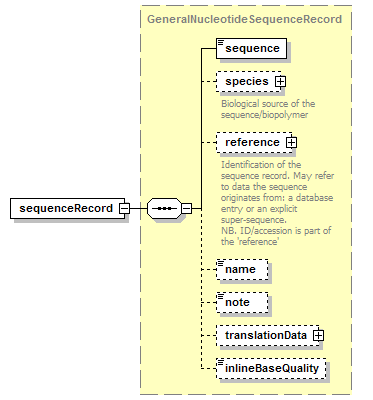 GeneralNucleotideSequenceRecord
sequence
species
Biological source of the
sequence/biopolymer
reference
Identification of the
sequence record. May refer
to data the sequence
originates from: a database
entry or an explicit
super-sequence.
NB. ID/accession is part of
the 'reference'
sequenceRecord
name
note
translationData
inlineBaseQuality